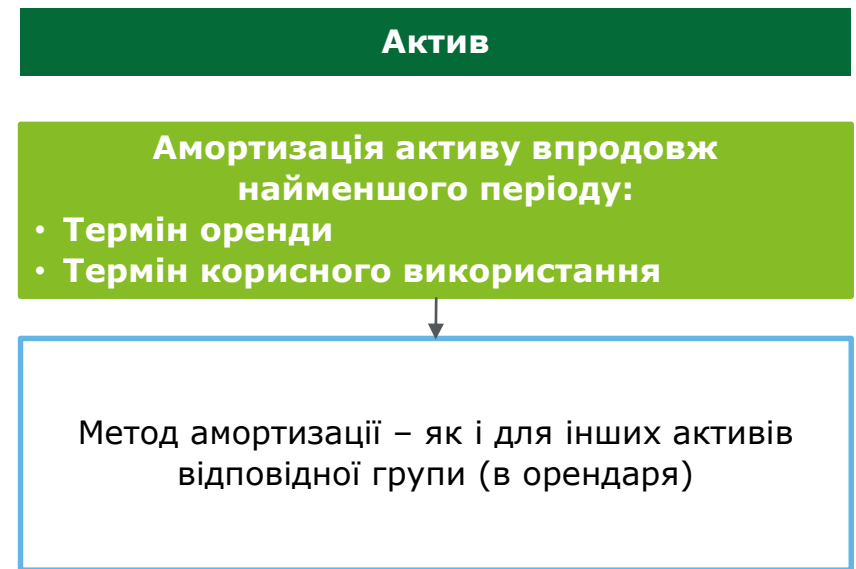 Актив
Амортизація активу впродовж
найменшого періоду:
• Термін оренди
• Термін корисного використання
Метод амортизації – як і для інших активів
відповідної групи (в орендаря)